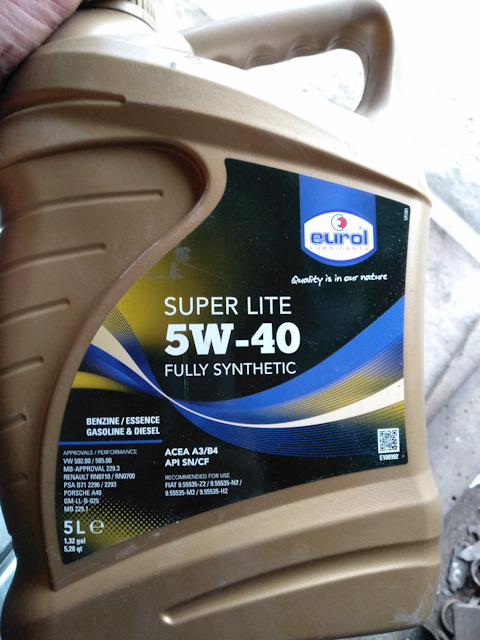 eurol
LUBRICANTS
Quality is in our nature
SUPER LITE
5W-40
FULLY SYNTHETIC
BENZINE / ESSENCE
GASOLINE & DIESEL
APPROVALS / PERFORMANCE
VW 502.00 / 505.00
MB-APPROVAL 229.3
RENAULT RN0710 / RN0700
PSA B71 2296 / 2293
PORSCHE A40
GM-LL-B-025
MB 229.1
ACEA A3/B4
API SN/CF
RECOMMENDED FOR USE
FIAT 9.55535-Z2 / 9.55535-N2 /
9.55535-M2 / 9.55535-H2
5L e
1,32 gal
5,28 qt
E100392